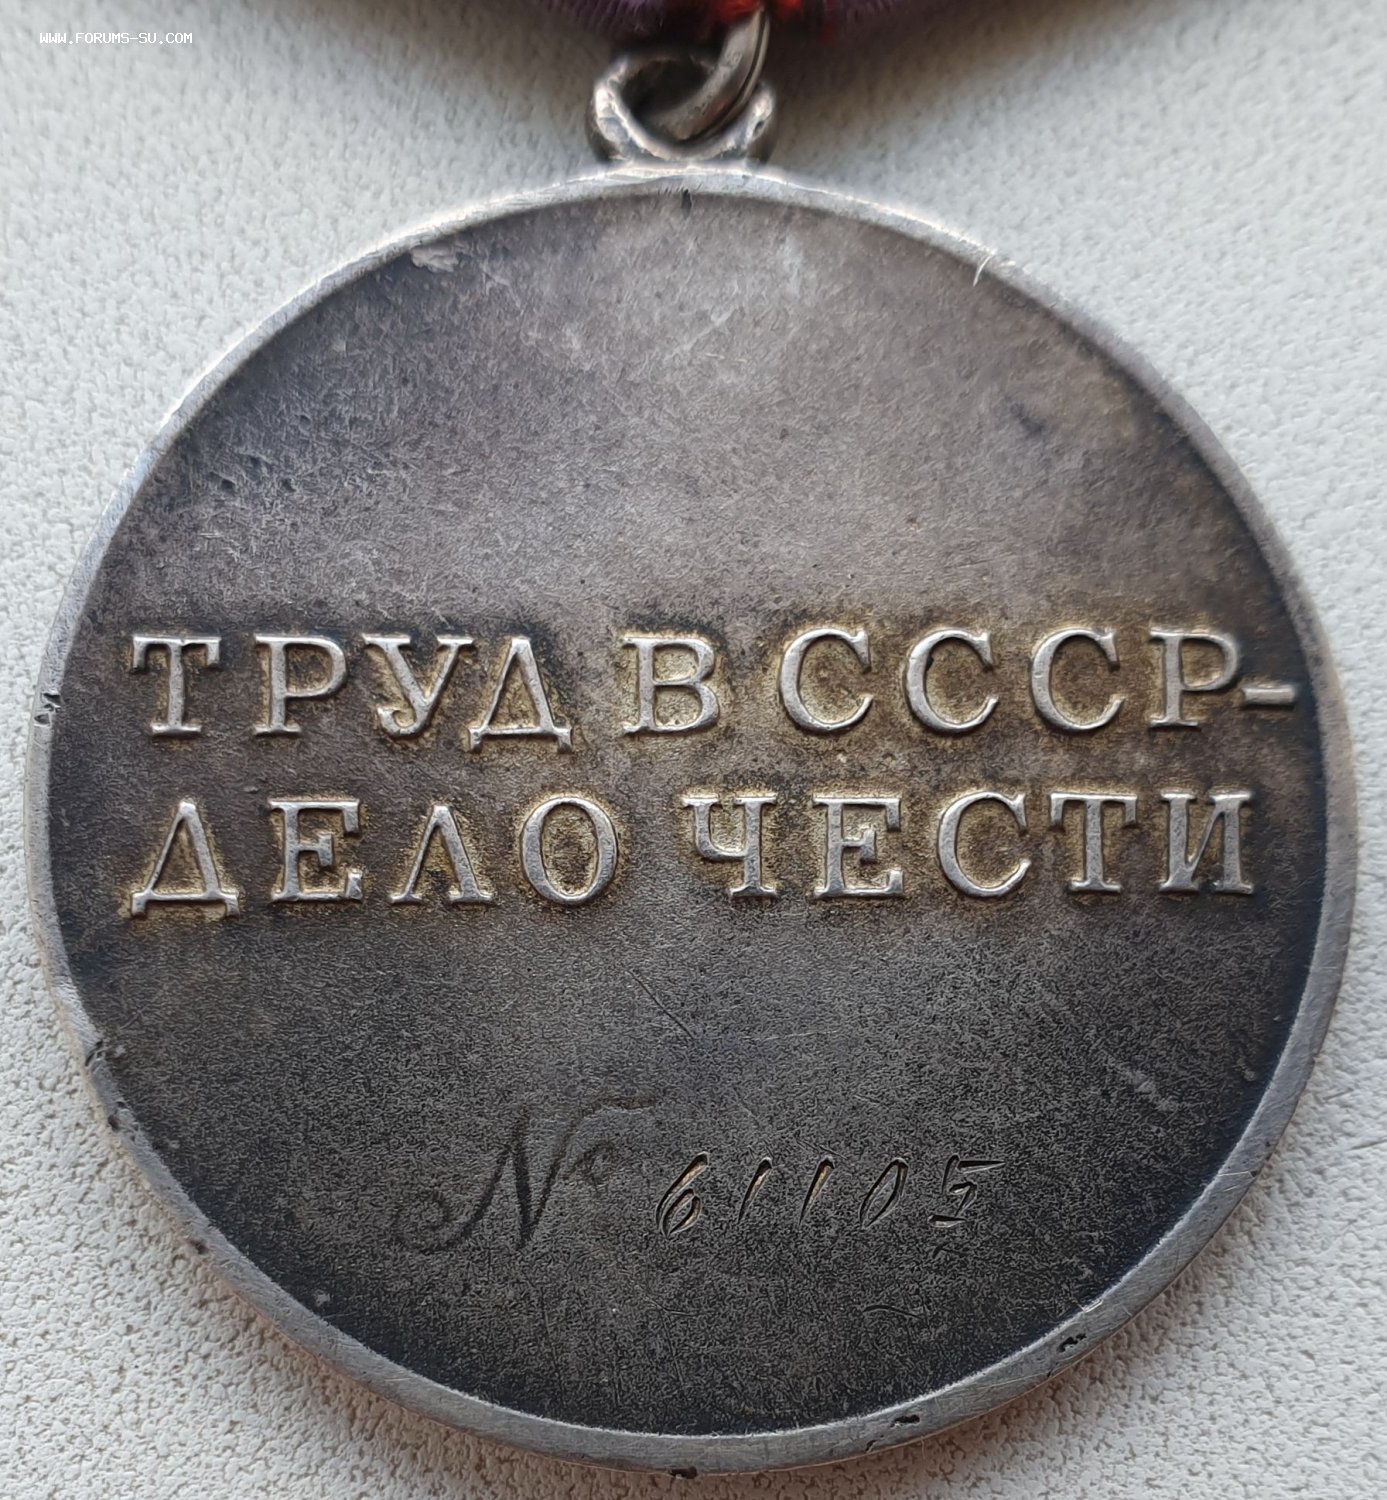 WWW.FORUMS-SU.COM
ТРУД В СССР-
ДЕЛО ЧЕСТИ
№ 61105